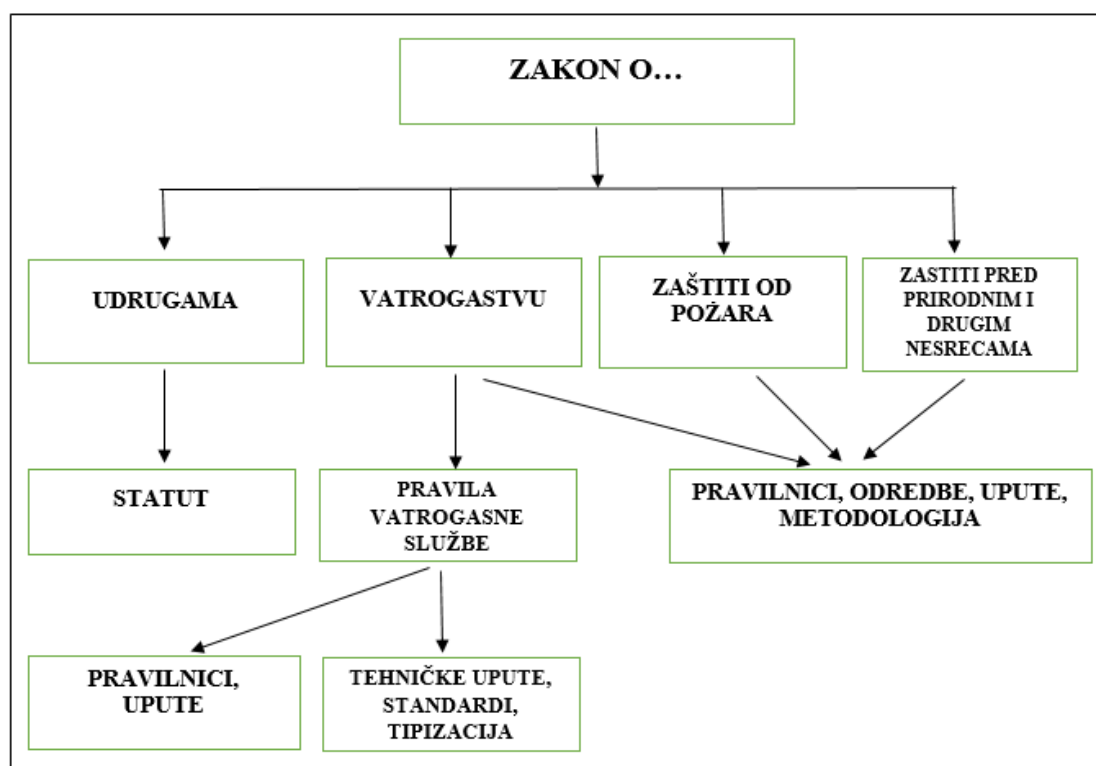 ZAKON O…
UDRUGAMA
VATROGASTVU
ZAŠTITI OD
POŽARA
ZASTITI PRED
PRIRODNIM I
DRUGIM
NESRECAMA
STATUT
PRAVILA
VATROGASNE
SLUŽBE
PRAVILNICI, ODREDBE, UPUTE,
METODOLOGIJA
PRAVILNICI,
UPUTE
TEHNIČKE UPUTE,
STANDARDI,
TIPIZACIJA